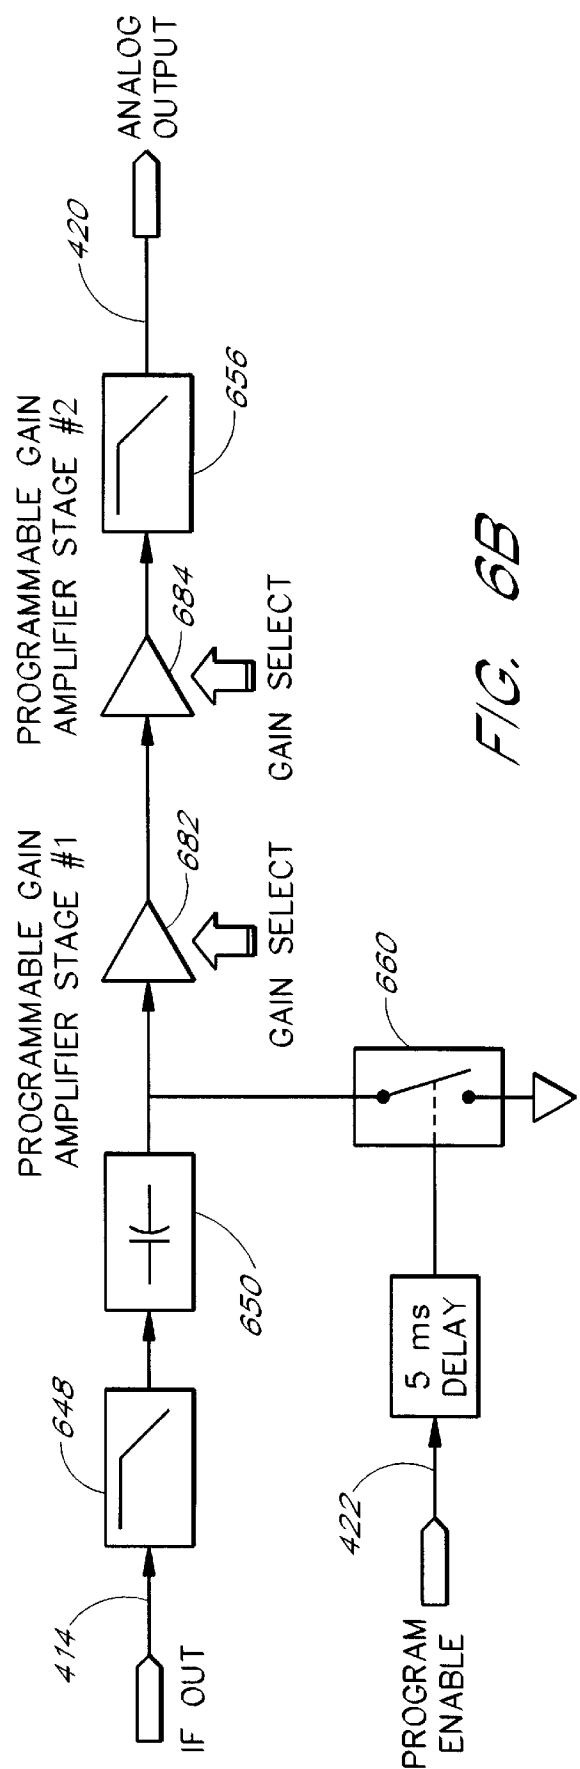 PROGRAMMABLE GAIN
AMPLIFIER STAGE #1
PROGRAMMABLE GAIN
AMPLIFIER STAGE #2
ANALOG
OUTPUT
420
414
648
650
682
684
656
IF OUT
GAIN SELECT
GAIN SELECT
660
422
5 ms
DELAY
PROGRAM
ENABLE
FIG. 6B